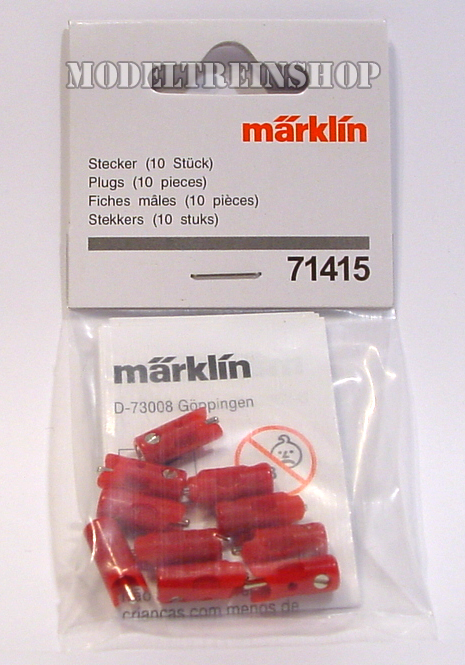 MODELTREINSHOP
märklin
Stecker (10 Stück)
Plugs (10 pieces)
Fiches mâles (10 pièces)
Stekkers (10 stuks)
71415
märklin
D-73008 Göppingen
crianças com menos de